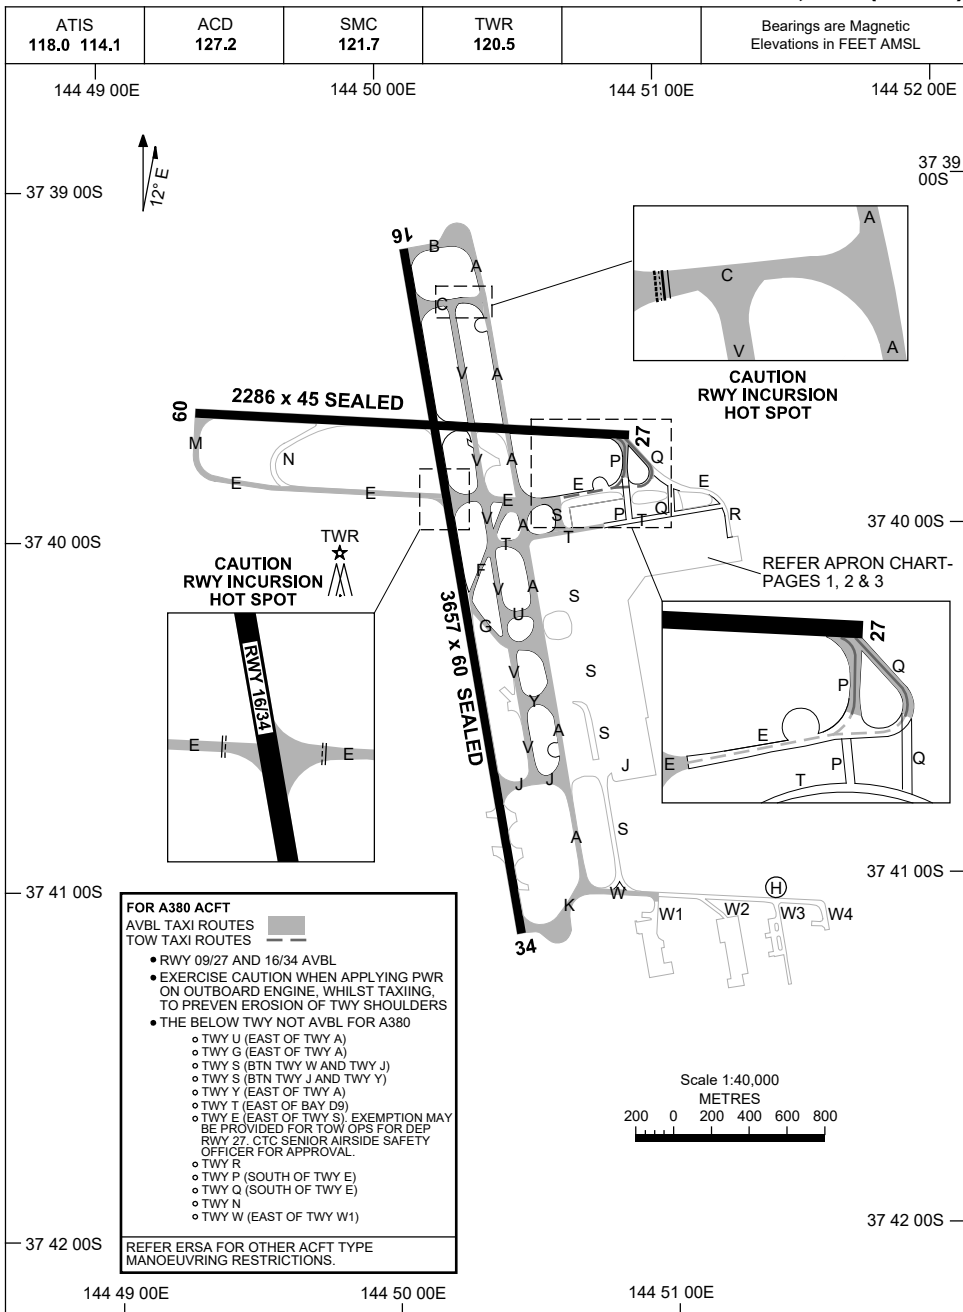 ATIS
118.0 114.1
ACD
127.2
SMC
121.7
TWR
120.5
Bearings are Magnetic
Elevations in FEET AMSL
144 49 00E
144 50 00E
144 51 00E
144 52 00E
37 39 00S
37 39
00S
12° E
16
B
A
C
V
A
2286 x 45 SEALED
09
27
M
E
N
E
V
A
E
P
Q
E
E
S
P
T
Q
R
V
A
T
T
F
V
A
U
G
3657 x 60 SEALED
V
Y
V
A
J
J
S
S
S
J
A
S
K
W
34
W1
W2
W3
W4
H
A
C
V
A
CAUTION
RWY INCURSION
HOT SPOT
37 40 00S
37 40 00S
TWR
CAUTION
RWY INCURSION
HOT SPOT
RWY 16/34
E
E
REFER APRON CHART-
PAGES 1, 2 & 3
27
P
Q
E
E
P
Q
T
37 41 00S
37 41 00S
FOR A380 ACFT
AVBL TAXI ROUTES
TOW TAXI ROUTES
• RWY 09/27 AND 16/34 AVBL
• EXERCISE CAUTION WHEN APPLYING PWR
ON OUTBOARD ENGINE, WHILST TAXIING,
TO PREVEN EROSION OF TWY SHOULDERS
• THE BELOW TWY NOT AVBL FOR A380
o TWY U (EAST OF TWY A)
o TWY G (EAST OF TWY A)
o TWY S (BTN TWY W AND TWY J)
o TWY S (BTN TWY J AND TWY Y)
o TWY Y (EAST OF TWY A)
o TWY T (EAST OF BAY D9)
o TWY E (EAST OF TWY S). EXEMPTION MAY
BE PROVIDED FOR TOW OPS FOR DEP
RWY 27. CTC SENIOR AIRSIDE SAFETY
OFFICER FOR APPROVAL.
o TWY R
o TWY P (SOUTH OF TWY E)
o TWY Q (SOUTH OF TWY E)
o TWY N
o TWY W (EAST OF TWY W1)
REFER ERSA FOR OTHER ACFT TYPE
MANOEUVRING RESTRICTIONS.
Scale 1:40,000
METRES
200 0 200 400 600 800
37 42 00S
37 42 00S
144 49 00E
144 50 00E
144 51 00E